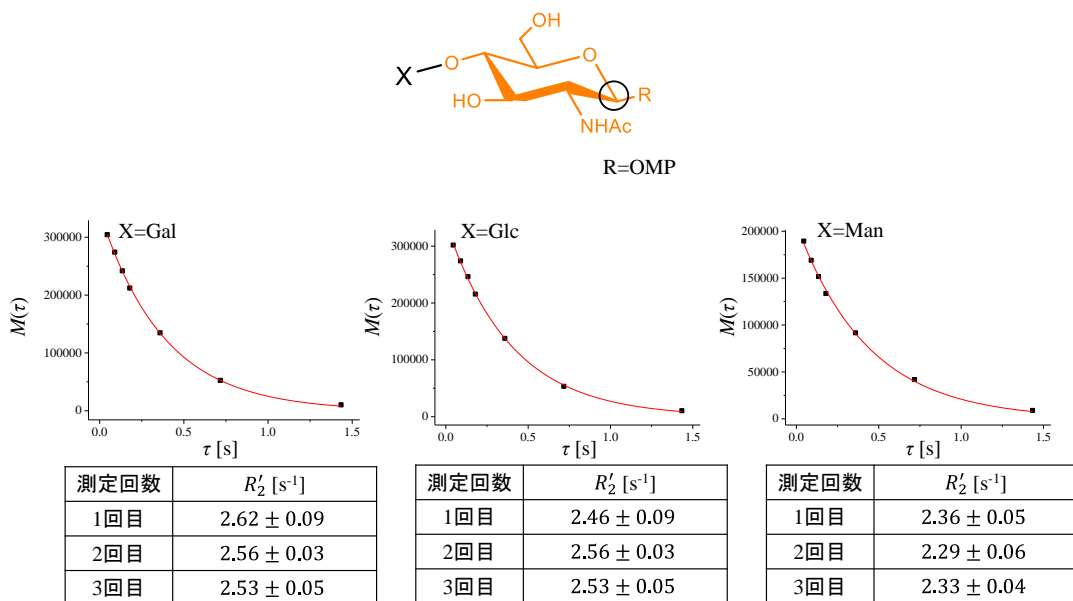 OH
O
O
X
R
HO
NHAc
R=OMP
X=Gal
300000
200000
100000
0
M(τ)
0.0 0.5 1.0 1.5
τ [s]
X=Glc
300000
200000
100000
0
M(τ)
0.0 0.5 1.0 1.5
τ [s]
X=Man
200000
150000
100000
50000
0
M(τ)
0.0 0.5 1.0 1.5
τ [s]
測定回数 R′₂ [s⁻¹]
1回目 2.62 ± 0.09
2回目 2.56 ± 0.03
3回目 2.53 ± 0.05
測定回数 R′₂ [s⁻¹]
1回目 2.46 ± 0.09
2回目 2.56 ± 0.03
3回目 2.53 ± 0.05
測定回数 R′₂ [s⁻¹]
1回目 2.36 ± 0.05
2回目 2.29 ± 0.06
3回目 2.33 ± 0.04